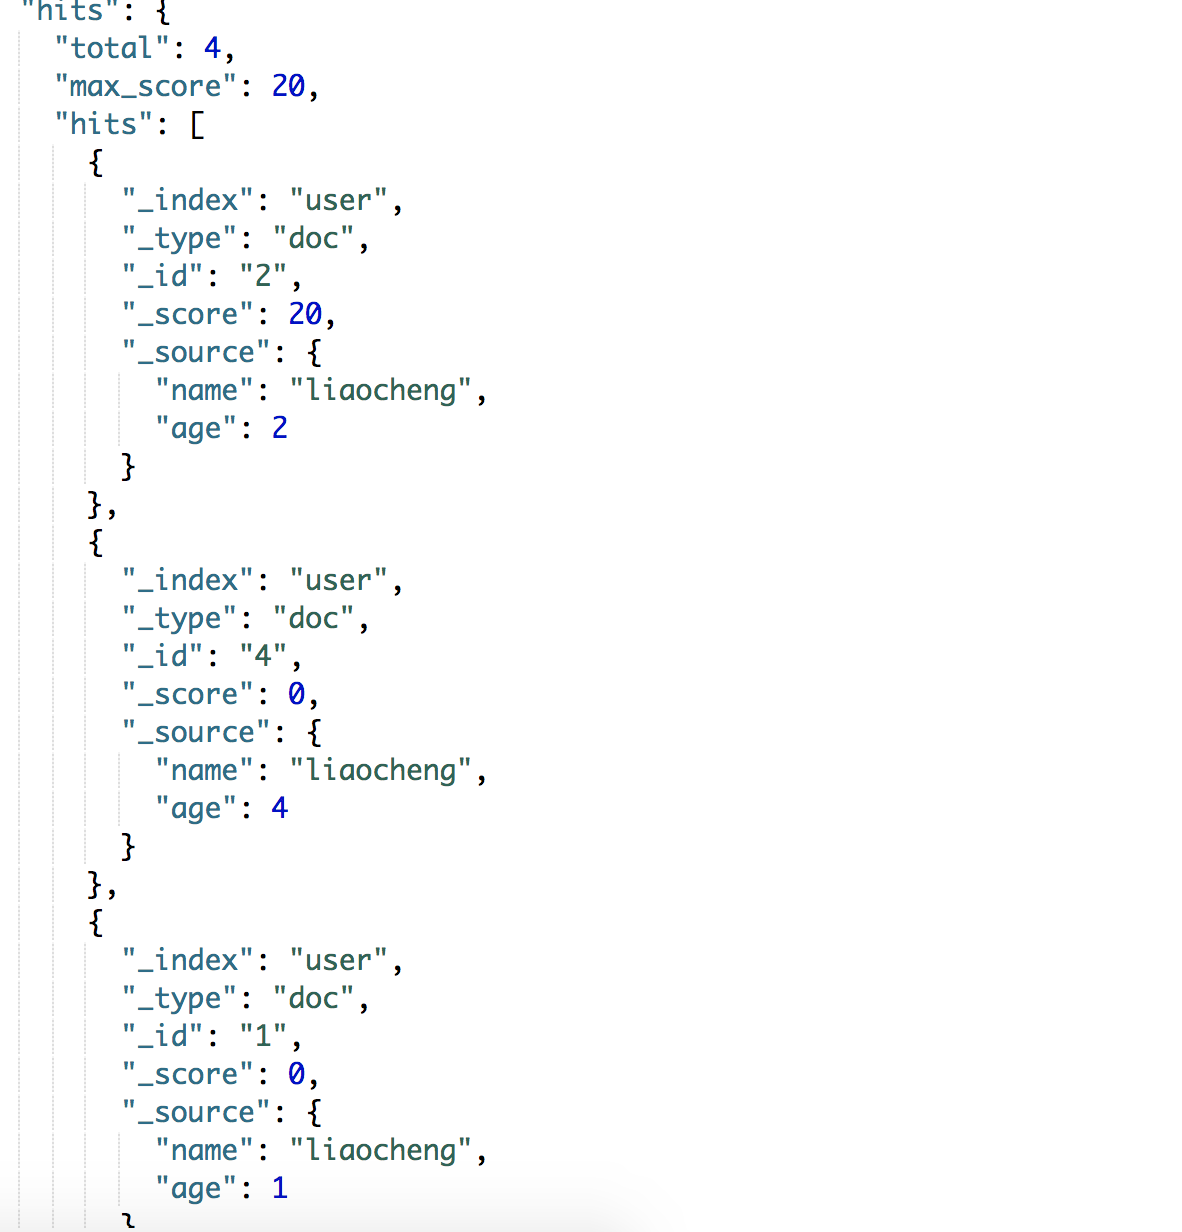 "hits": {
"total": 4,
"max_score": 20,
"hits": [
{
"_index": "user",
"_type": "doc",
"_id": "2",
"_score": 20,
"_source": {
"name": "liaocheng",
"age": 2
}
},
{
"_index": "user",
"_type": "doc",
"_id": "4",
"_score": 0,
"_source": {
"name": "liaocheng",
"age": 4
}
},
{
"_index": "user",
"_type": "doc",
"_id": "1",
"_score": 0,
"_source": {
"name": "liaocheng",
"age": 1
}